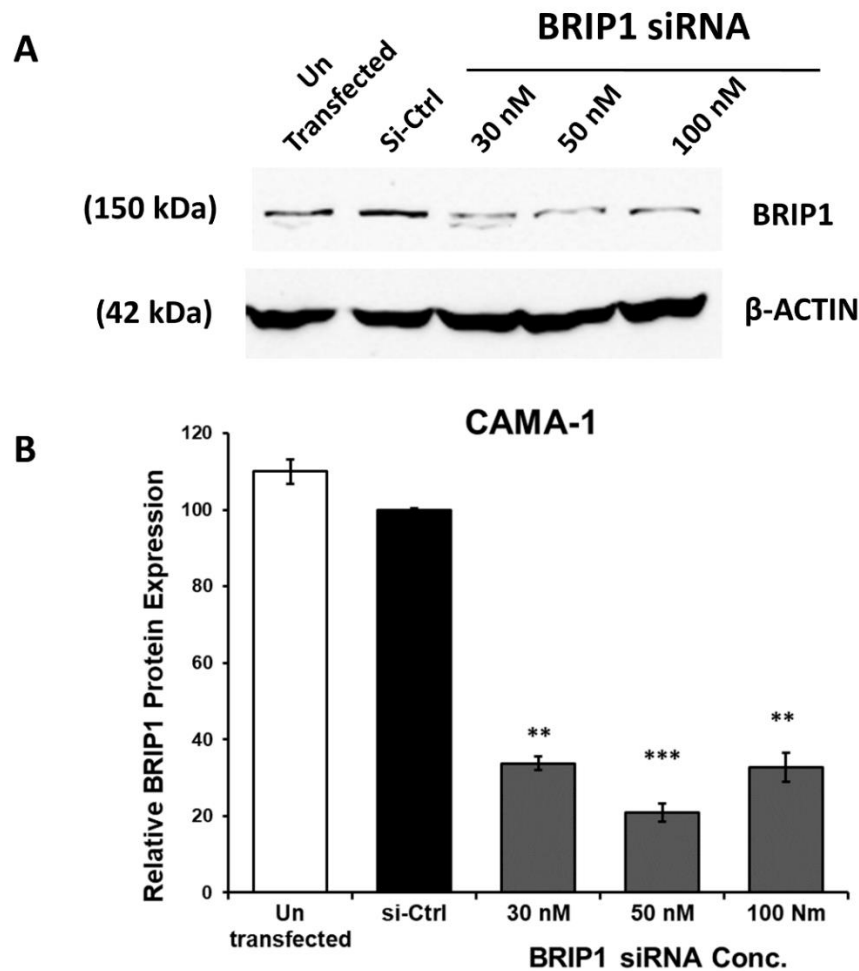 A
BRIP1 siRNA
Un
Transfected
Si-Ctrl
30 nM
50 nM
100 nM
(150 kDa)
BRIP1
(42 kDa)
β-ACTIN
B
CAMA-1
Relative BRIP1 Protein Expression
120
100
80
60
40
20
0
**
***
**
Un
transfected
si-Ctrl
30 nM
50 nM
100 Nm
BRIP1 siRNA Conc.